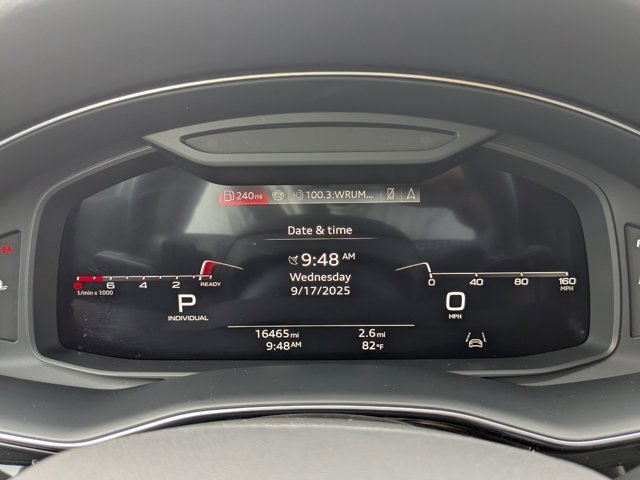 240mi 100.3:WRUM...
Date & time
9:48 AM
Wednesday
9/17/2025
8 6 4 2 READY
1/min x 1000
0 40 80 160
MPH
P
INDIVIDUAL
0
MPH
16465mi 2.6mi
9:48AM 82°F
H